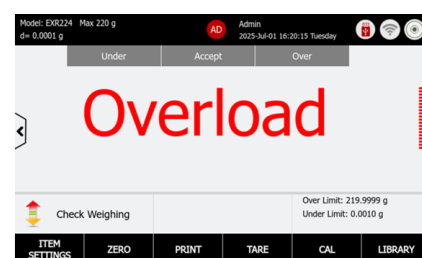 Model: EXR224 Max 220 g
d= 0.0001 g
AD
Admin
2025-Jul-01 16:20:15 Tuesday
Under Accept Over
Overload
Check Weighing
Over Limit: 219.9999 g
Under Limit: 0.0010 g
ITEM SETTINGS ZERO PRINT TARE CAL LIBRARY